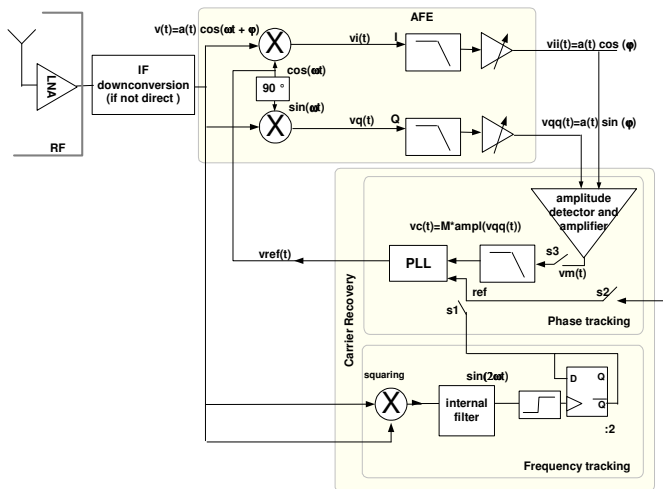 AFE
v(t)=a(t) cos(ωt + φ)
vi(t)
I
vii(t)=a(t) cos (φ)
LNA
IF
downconversion
(if not direct )
X
cos(ωt)
90 °
sin(ωt)
X
vq(t)
Q
vqq(t)=a(t) sin (φ)
RF
amplitude
detector and
amplifier
vc(t)=M*ampl(vqq(t))
vref(t)
PLL
s3
vm(t)
ref
s2
s1
Phase tracking
Carrier Recovery
squaring
X
sin(2ωt)
internal
filter
D
Q
Q
:2
Frequency tracking